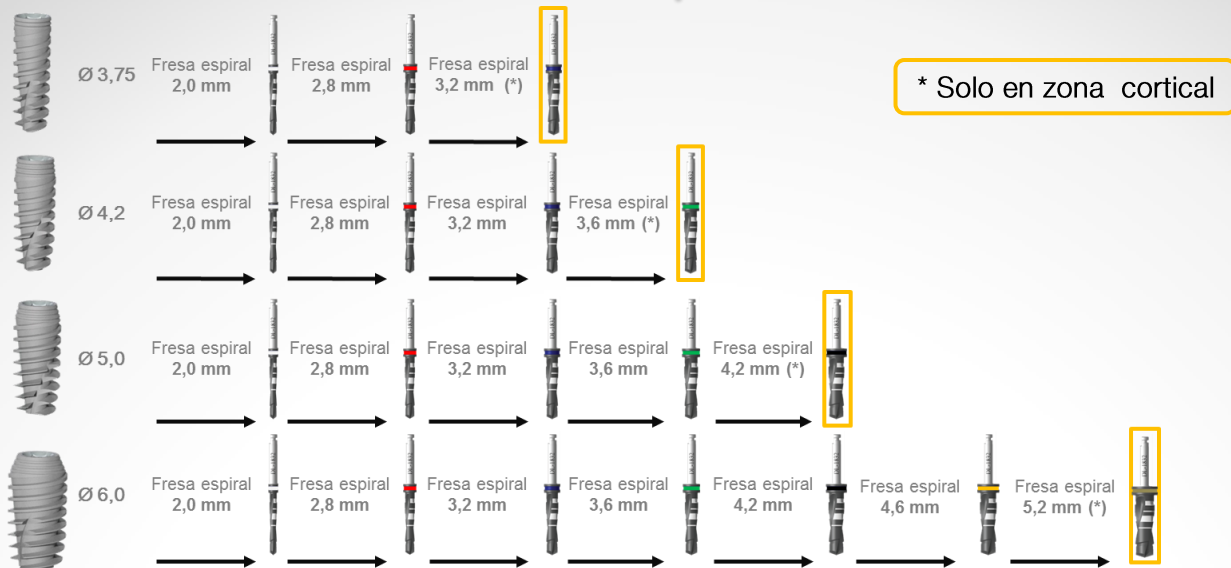 * Solo en zona cortical
Ø 3,75
Fresa espiral
2,0 mm
Fresa espiral
2,8 mm
Fresa espiral
3,2 mm (*)
Ø 4,2
Fresa espiral
2,0 mm
Fresa espiral
2,8 mm
Fresa espiral
3,2 mm
Fresa espiral
3,6 mm (*)
Ø 5,0
Fresa espiral
2,0 mm
Fresa espiral
2,8 mm
Fresa espiral
3,2 mm
Fresa espiral
3,6 mm
Fresa espiral
4,2 mm (*)
Ø 6,0
Fresa espiral
2,0 mm
Fresa espiral
2,8 mm
Fresa espiral
3,2 mm
Fresa espiral
3,6 mm
Fresa espiral
4,2 mm
Fresa espiral
4,6 mm
Fresa espiral
5,2 mm (*)